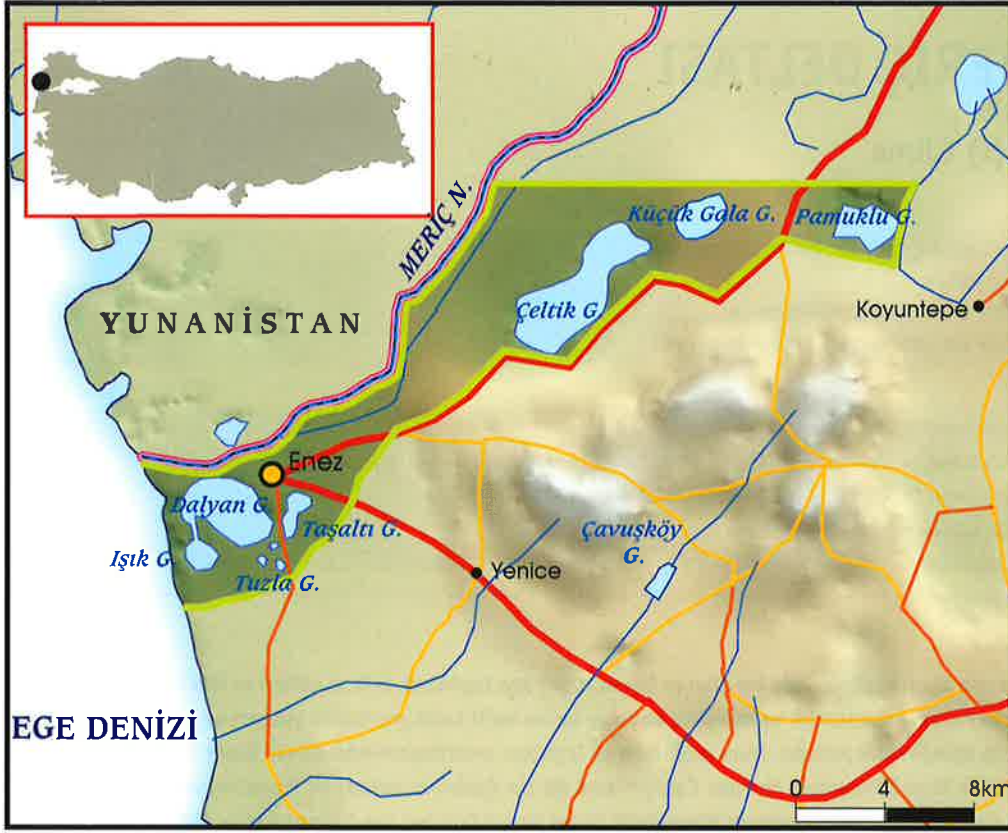 MERİÇ N.
Küçük Gala G.
Pamuklu G.
Çeltik G
Koyuntepe
YUNANİSTAN
Enez
Dalyan G.
Taşaltı G.
Işık G
Tuzla G.
Çavuşköy
G.
Yenice
EGE DENİZİ
0 4 8km